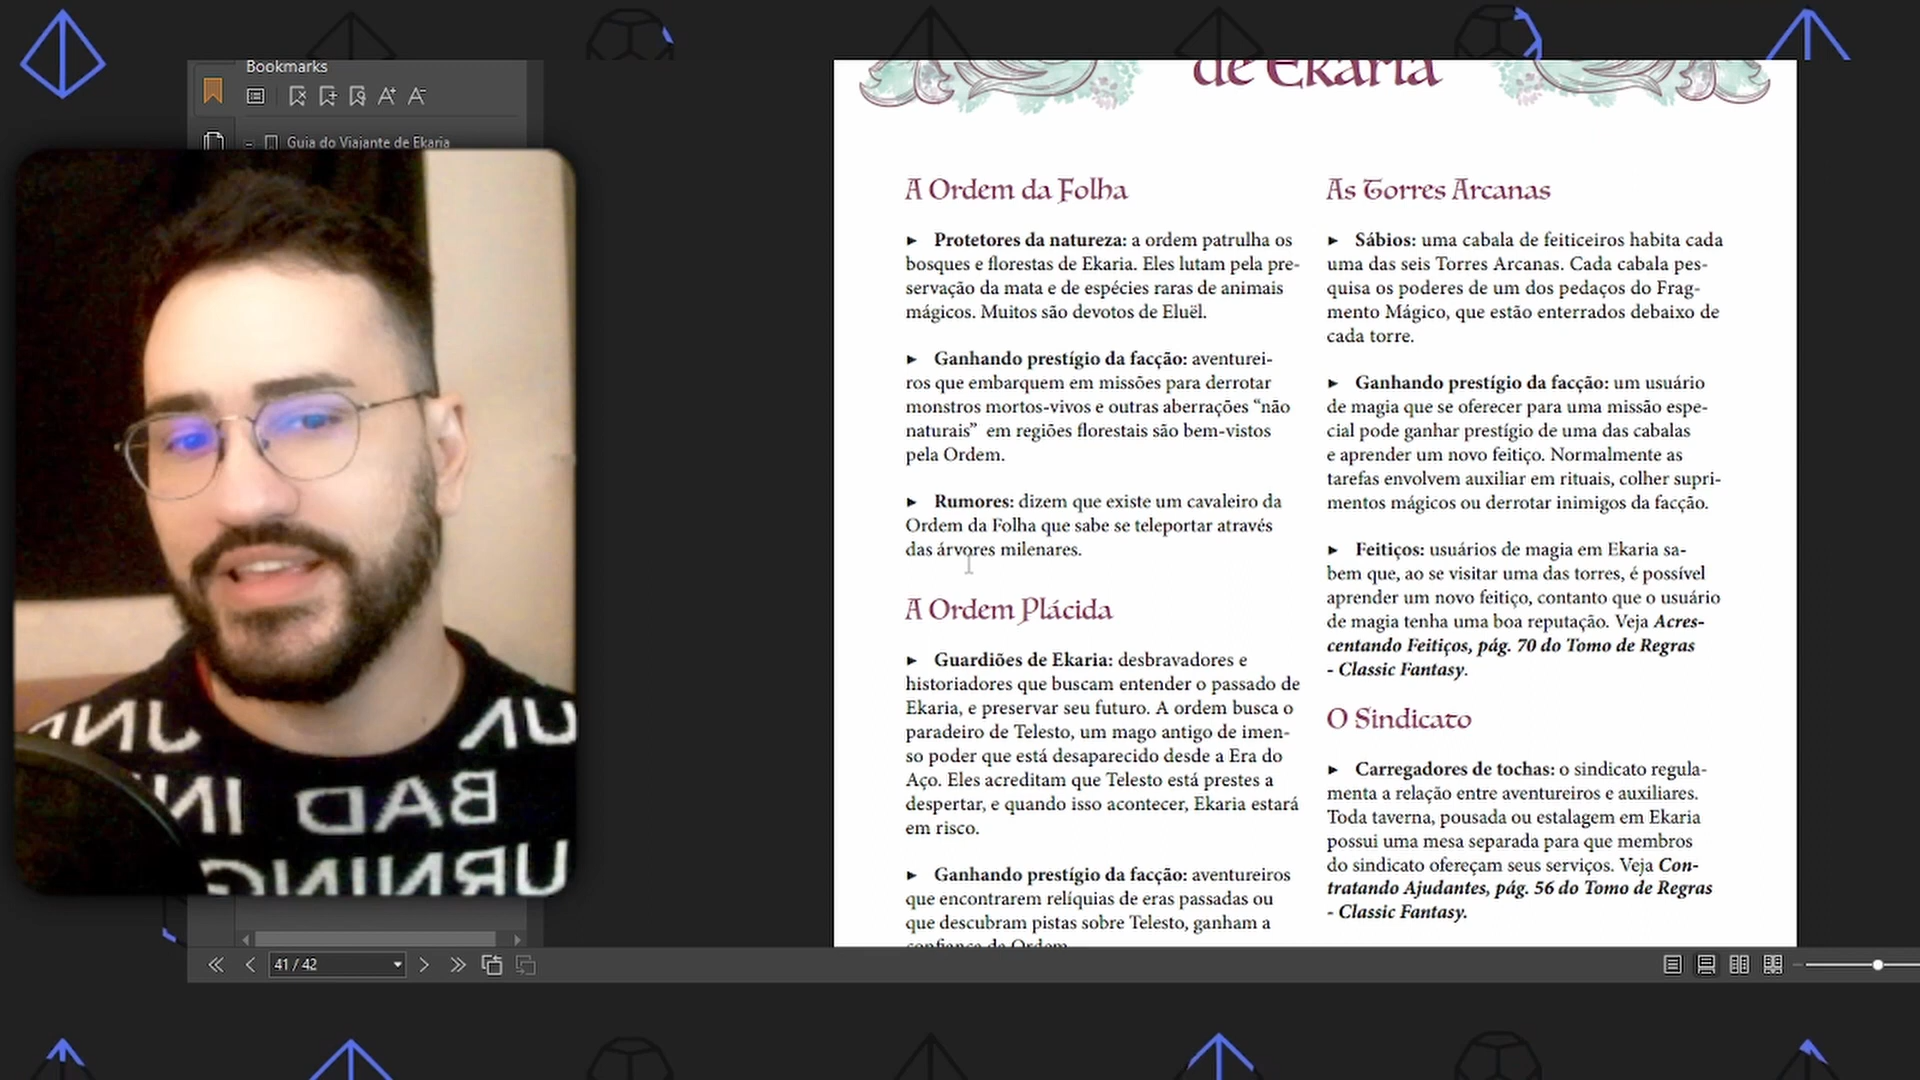 Bookmarks
Guia do Viajante de Ekaria
de Ekaria
A Ordem da Folha
► Protetores da natureza: a ordem patrulha os
bosques e florestas de Ekaria. Eles lutam pela pre-
servação da mata e de espécies raras de animais
mágicos. Muitos são devotos de Eluël.
► Ganhando prestígio da facção: aventurei-
ros que embarquem em missões para derrotar
monstros mortos-vivos e outras aberrações “não
naturais” em regiões florestais são bem-vistos
pela Ordem.
► Rumores: dizem que existe um cavaleiro da
Ordem da Folha que sabe se teleportar através
das árvores milenares.
A Ordem Plácida
► Guardiões de Ekaria: desbravadores e
historiadores que buscam entender o passado de
Ekaria, e preservar seu futuro. A ordem busca o
paradeiro de Telesto, um mago antigo de imen-
so poder que está desaparecido desde a Era do
Aço. Eles acreditam que Telesto está prestes a
despertar, e quando isso acontecer, Ekaria estará
em risco.
► Ganhando prestígio da facção: aventureiros
que encontrarem relíquias de eras passadas ou
que descubram pistas sobre Telesto, ganham a
confiança da Ordem
As Torres Arcanas
► Sábios: uma cabala de feiticeiros habita cada
uma das seis Torres Arcanas. Cada cabala pes-
quisa os poderes de um dos pedaços do Frag-
mento Mágico, que estão enterrados debaixo de
cada torre.
► Ganhando prestígio da facção: um usuário
de magia que se oferecer para uma missão espe-
cial pode ganhar prestígio de uma das cabalas
e aprender um novo feitiço. Normalmente as
tarefas envolvem auxiliar em rituais, colher supri-
mentos mágicos ou derrotar inimigos da facção.
► Feitiços: usuários de magia em Ekaria sa-
bem que, ao se visitar uma das torres, é possível
aprender um novo feitiço, contanto que o usuário
de magia tenha uma boa reputação. Veja Acres-
centando Feitiços, pág. 70 do Tomo de Regras
- Classic Fantasy.
O Sindicato
► Carregadores de tochas: o sindicato regula-
menta a relação entre aventureiros e auxiliares.
Toda taverna, pousada ou estalagem em Ekaria
possui uma mesa separada para que membros
do sindicato ofereçam seus serviços. Veja Con-
tratando Ajudantes, pág. 56 do Tomo de Regras
- Classic Fantasy.
BAD IN
URNING
41 / 42